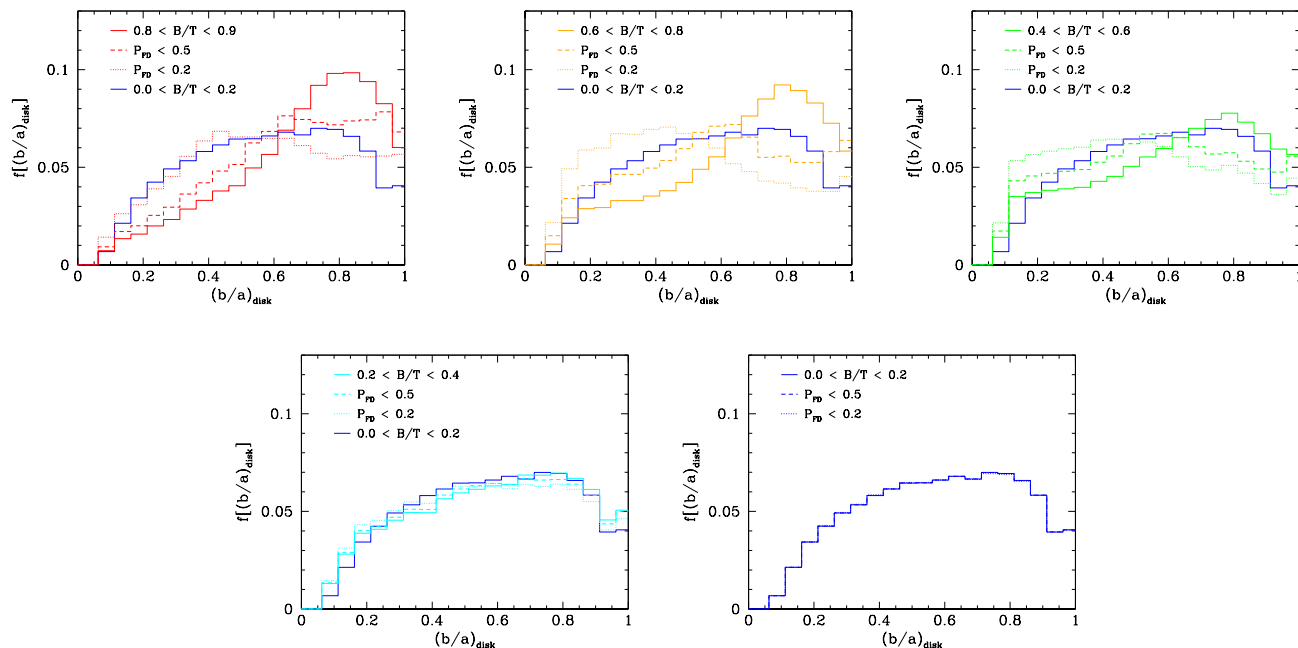 0.8 < B/T < 0.9
P_FD < 0.5
P_FD < 0.2
0.0 < B/T < 0.2
f[(b/a)_disk]
0.1
0.05
0
0.2
0.4
0.6
0.8
1
(b/a)_disk
0.6 < B/T < 0.8
P_FD < 0.5
P_FD < 0.2
0.0 < B/T < 0.2
f[(b/a)_disk]
0.1
0.05
0
0.2
0.4
0.6
0.8
1
(b/a)_disk
0.4 < B/T < 0.6
P_FD < 0.5
P_FD < 0.2
0.0 < B/T < 0.2
f[(b/a)_disk]
0.1
0.05
0
0.2
0.4
0.6
0.8
1
(b/a)_disk
0.2 < B/T < 0.4
P_FD < 0.5
P_FD < 0.2
0.0 < B/T < 0.2
f[(b/a)_disk]
0.1
0.05
0
0
0.2
0.4
0.6
0.8
1
(b/a)_disk
0.0 < B/T < 0.2
P_FD < 0.5
P_FD < 0.2
f[(b/a)_disk]
0.1
0.05
0
0
0.2
0.4
0.6
0.8
1
(b/a)_disk